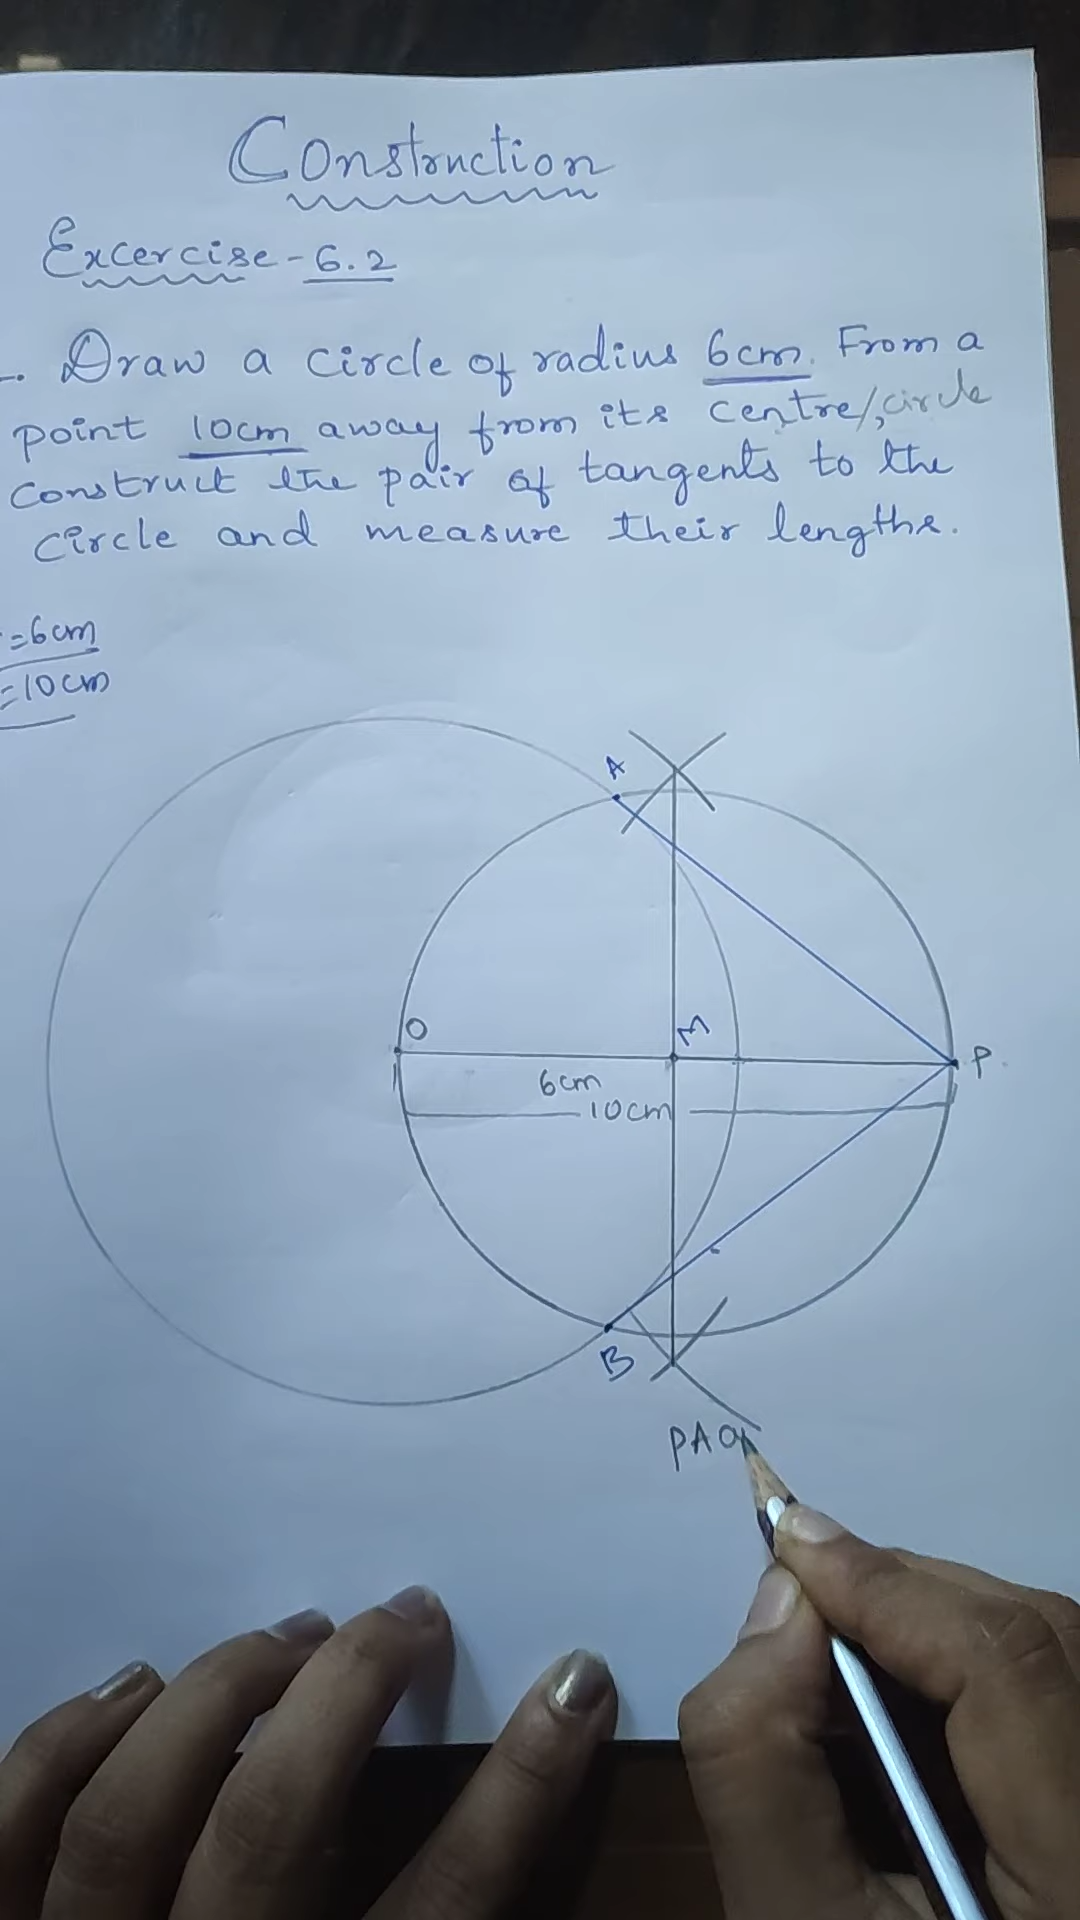 Construction
Excercise - 6.2
Draw a circle of radius 6cm. From a
point 10cm away from its centre/,circle
construct the pair of tangents to the
circle and measure their lengths.
=6cm
=10cm
A
O
M
P.
6cm
10cm
B
PA